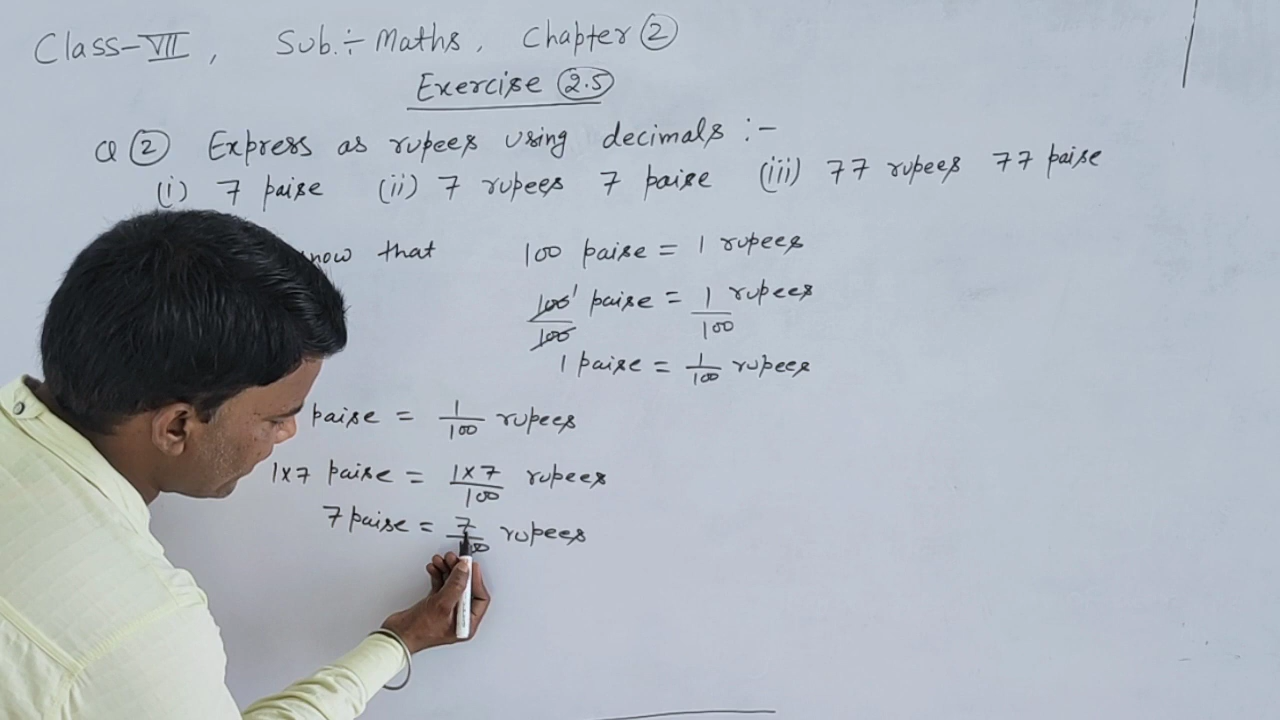 Class-VII, Sub.÷ Maths, Chapter 2
Exercise 2.5
Q 2 Express as rupees using decimals :-
(i) 7 paise (ii) 7 rupees 7 paise (iii) 77 rupees 77 paise
that 100 paise = 1 rupees
100/100 1 paise = 1/100 rupees
1 paise = 1/100 rupees
paise = 1/100 rupees
1×7 paise = 1×7/100 rupees
7 paise = 7/100 rupees